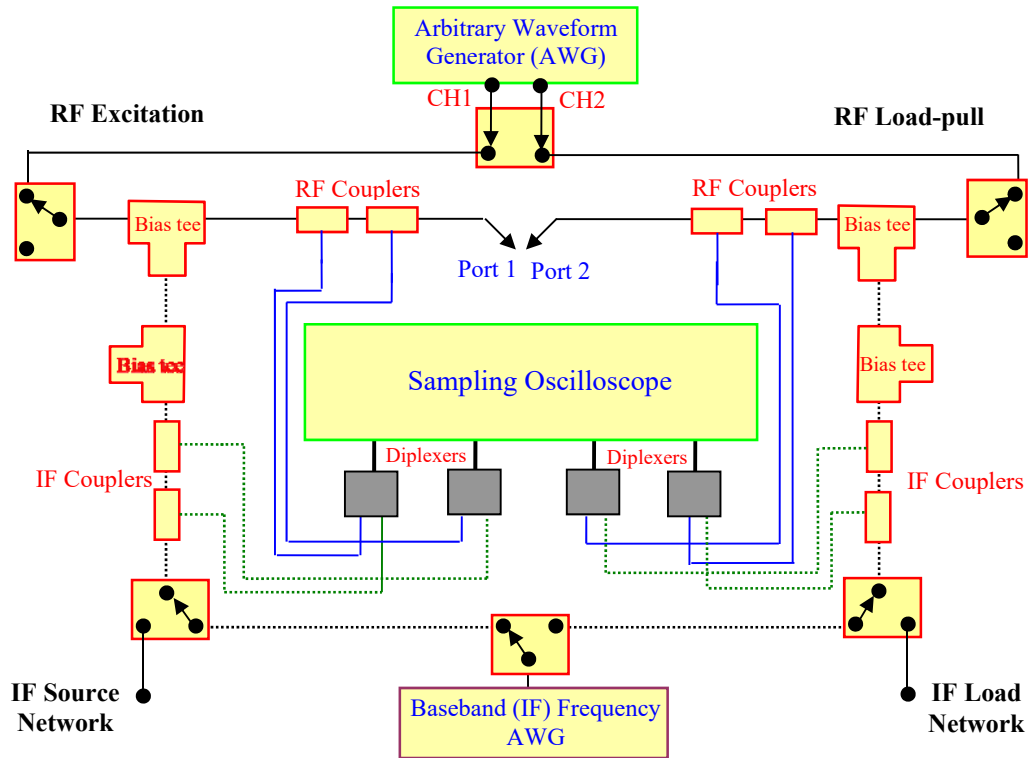 Arbitrary Waveform
Generator (AWG)
CH1
CH2
RF Excitation
RF Load-pull
RF Couplers
RF Couplers
Bias tee
Bias tee
Port 1
Port 2
Bias tee
Bias tee
Sampling Oscilloscope
Diplexers
Diplexers
IF Couplers
IF Couplers
IF Source
Network
Baseband (IF) Frequency
AWG
IF Load
Network